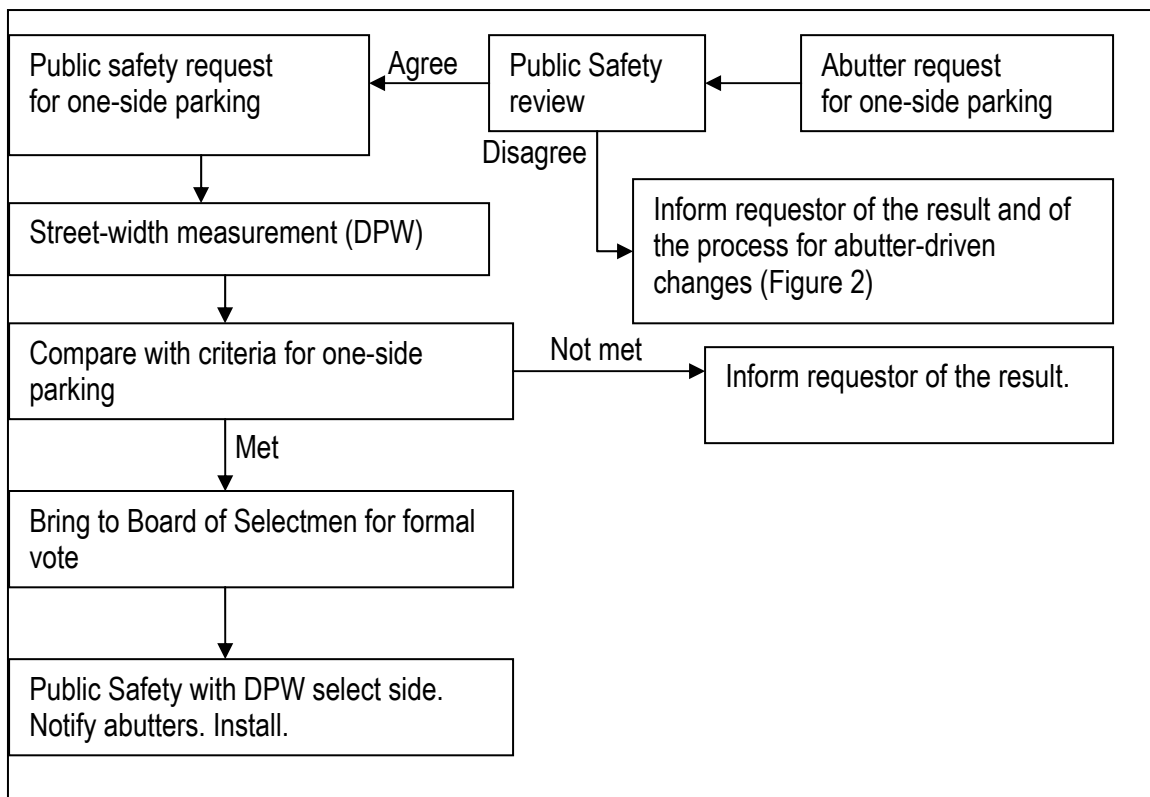 Public safety request
for one-side parking
Agree
Public Safety
review
Abutter request
for one-side parking
Disagree
Inform requestor of the result and of
the process for abutter-driven
changes (Figure 2)
Street-width measurement (DPW)
Compare with criteria for one-side
parking
Not met
Inform requestor of the result.
Met
Bring to Board of Selectmen for formal
vote
Public Safety with DPW select side.
Notify abutters. Install.